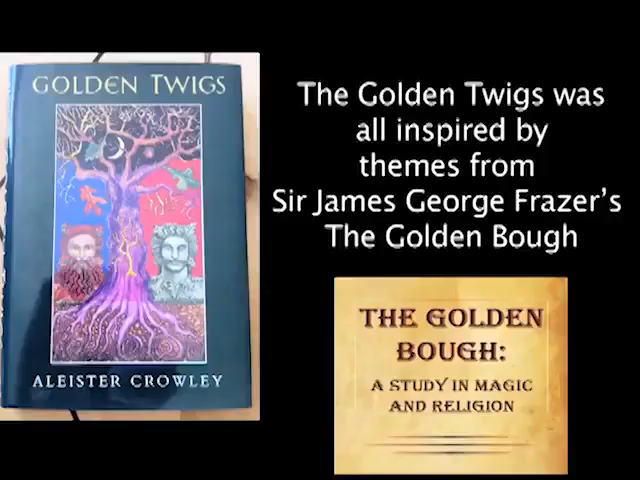 GOLDEN TWIGS
ALEISTER CROWLEY
The Golden Twigs was
all inspired by
themes from
Sir James George Frazer's
The Golden Bough
THE GOLDEN
BOUGH:
A STUDY IN MAGIC
AND RELIGION